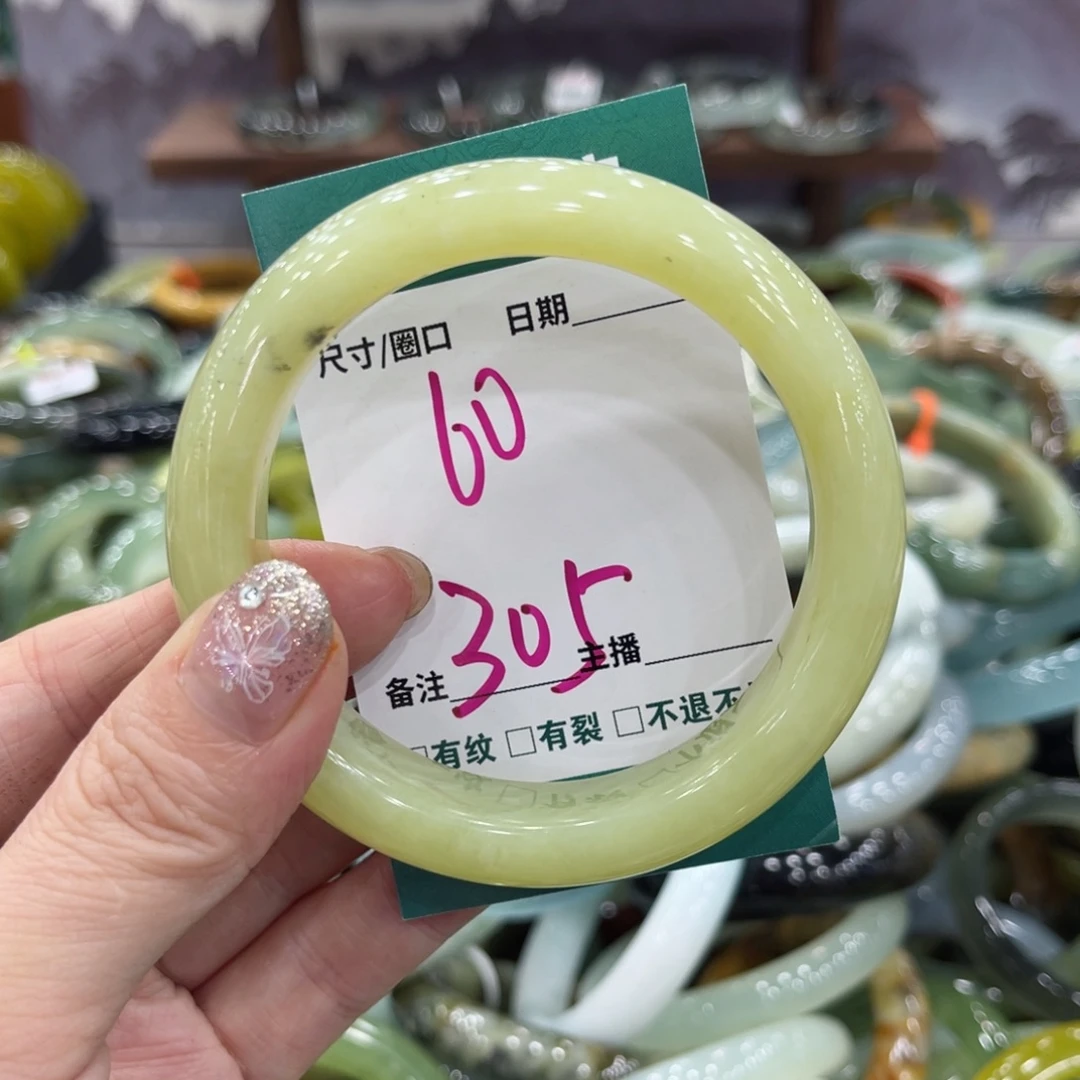 尺寸/圈口 日期
60
305
备注 主播
□有纹 □有裂 □不退不